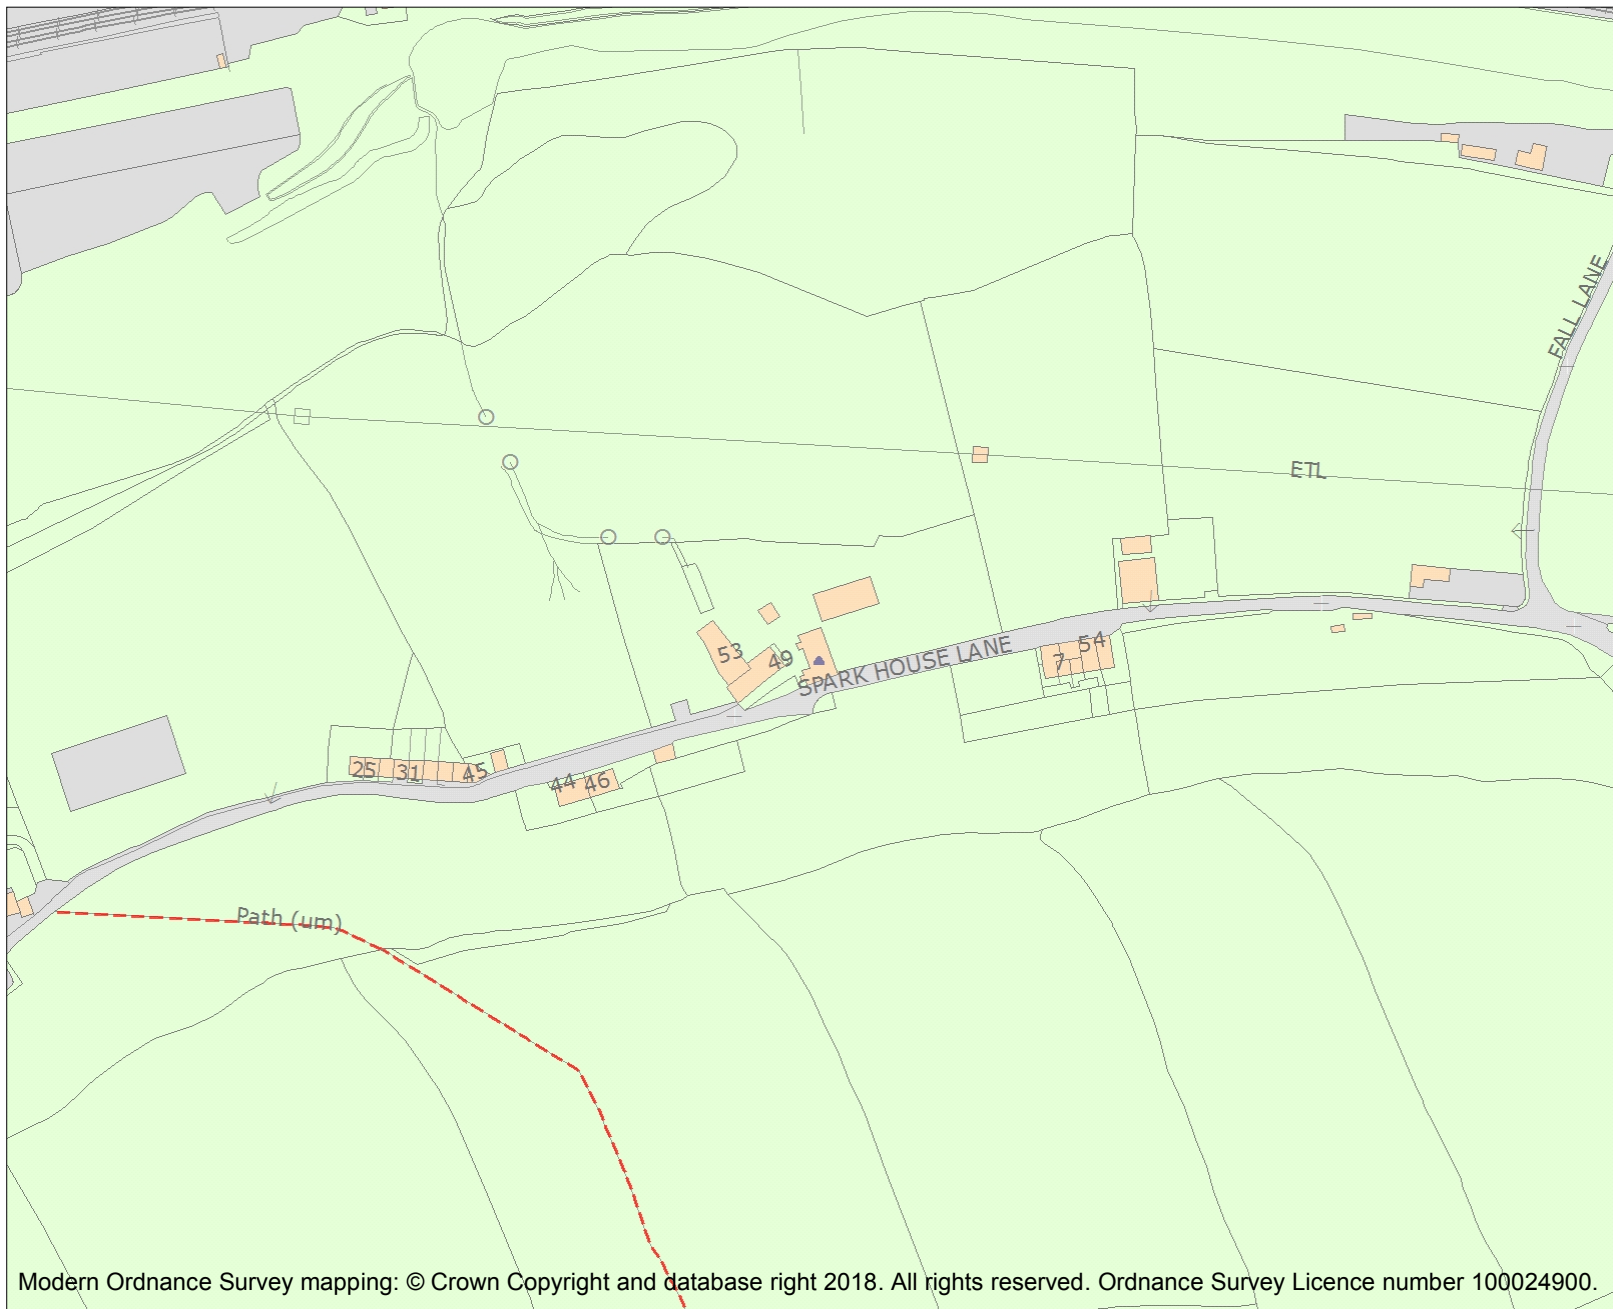 FALL LANE
ETL
53
49
54
7
SPARK HOUSE LANE
25
31
45
44
46
Path (um)
Modern Ordnance Survey mapping: © Crown Copyright and database right 2018. All rights reserved. Ordnance Survey Licence number 100024900.